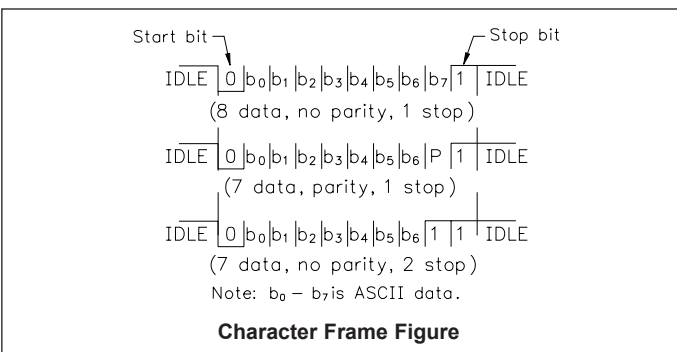 Start bit Stop bit
IDLE 0 b₀ b₁ b₂ b₃ b₄ b₅ b₆ b₇ 1 IDLE
(8 data, no parity, 1 stop)
IDLE 0 b₀ b₁ b₂ b₃ b₄ b₅ b₆ P 1 IDLE
(7 data, parity, 1 stop)
IDLE 0 b₀ b₁ b₂ b₃ b₄ b₅ b₆ 1 1 IDLE
(7 data, no parity, 2 stop)
Note: b₀ – b₇ is ASCII data.
Character Frame Figure